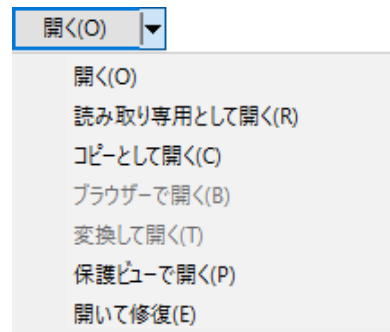 開く(O)
開く(O)
読み取り専用として開く(R)
コピーとして開く(C)
ブラウザーで開く(B)
変換して開く(T)
保護ビューで開く(P)
開いて修復(E)